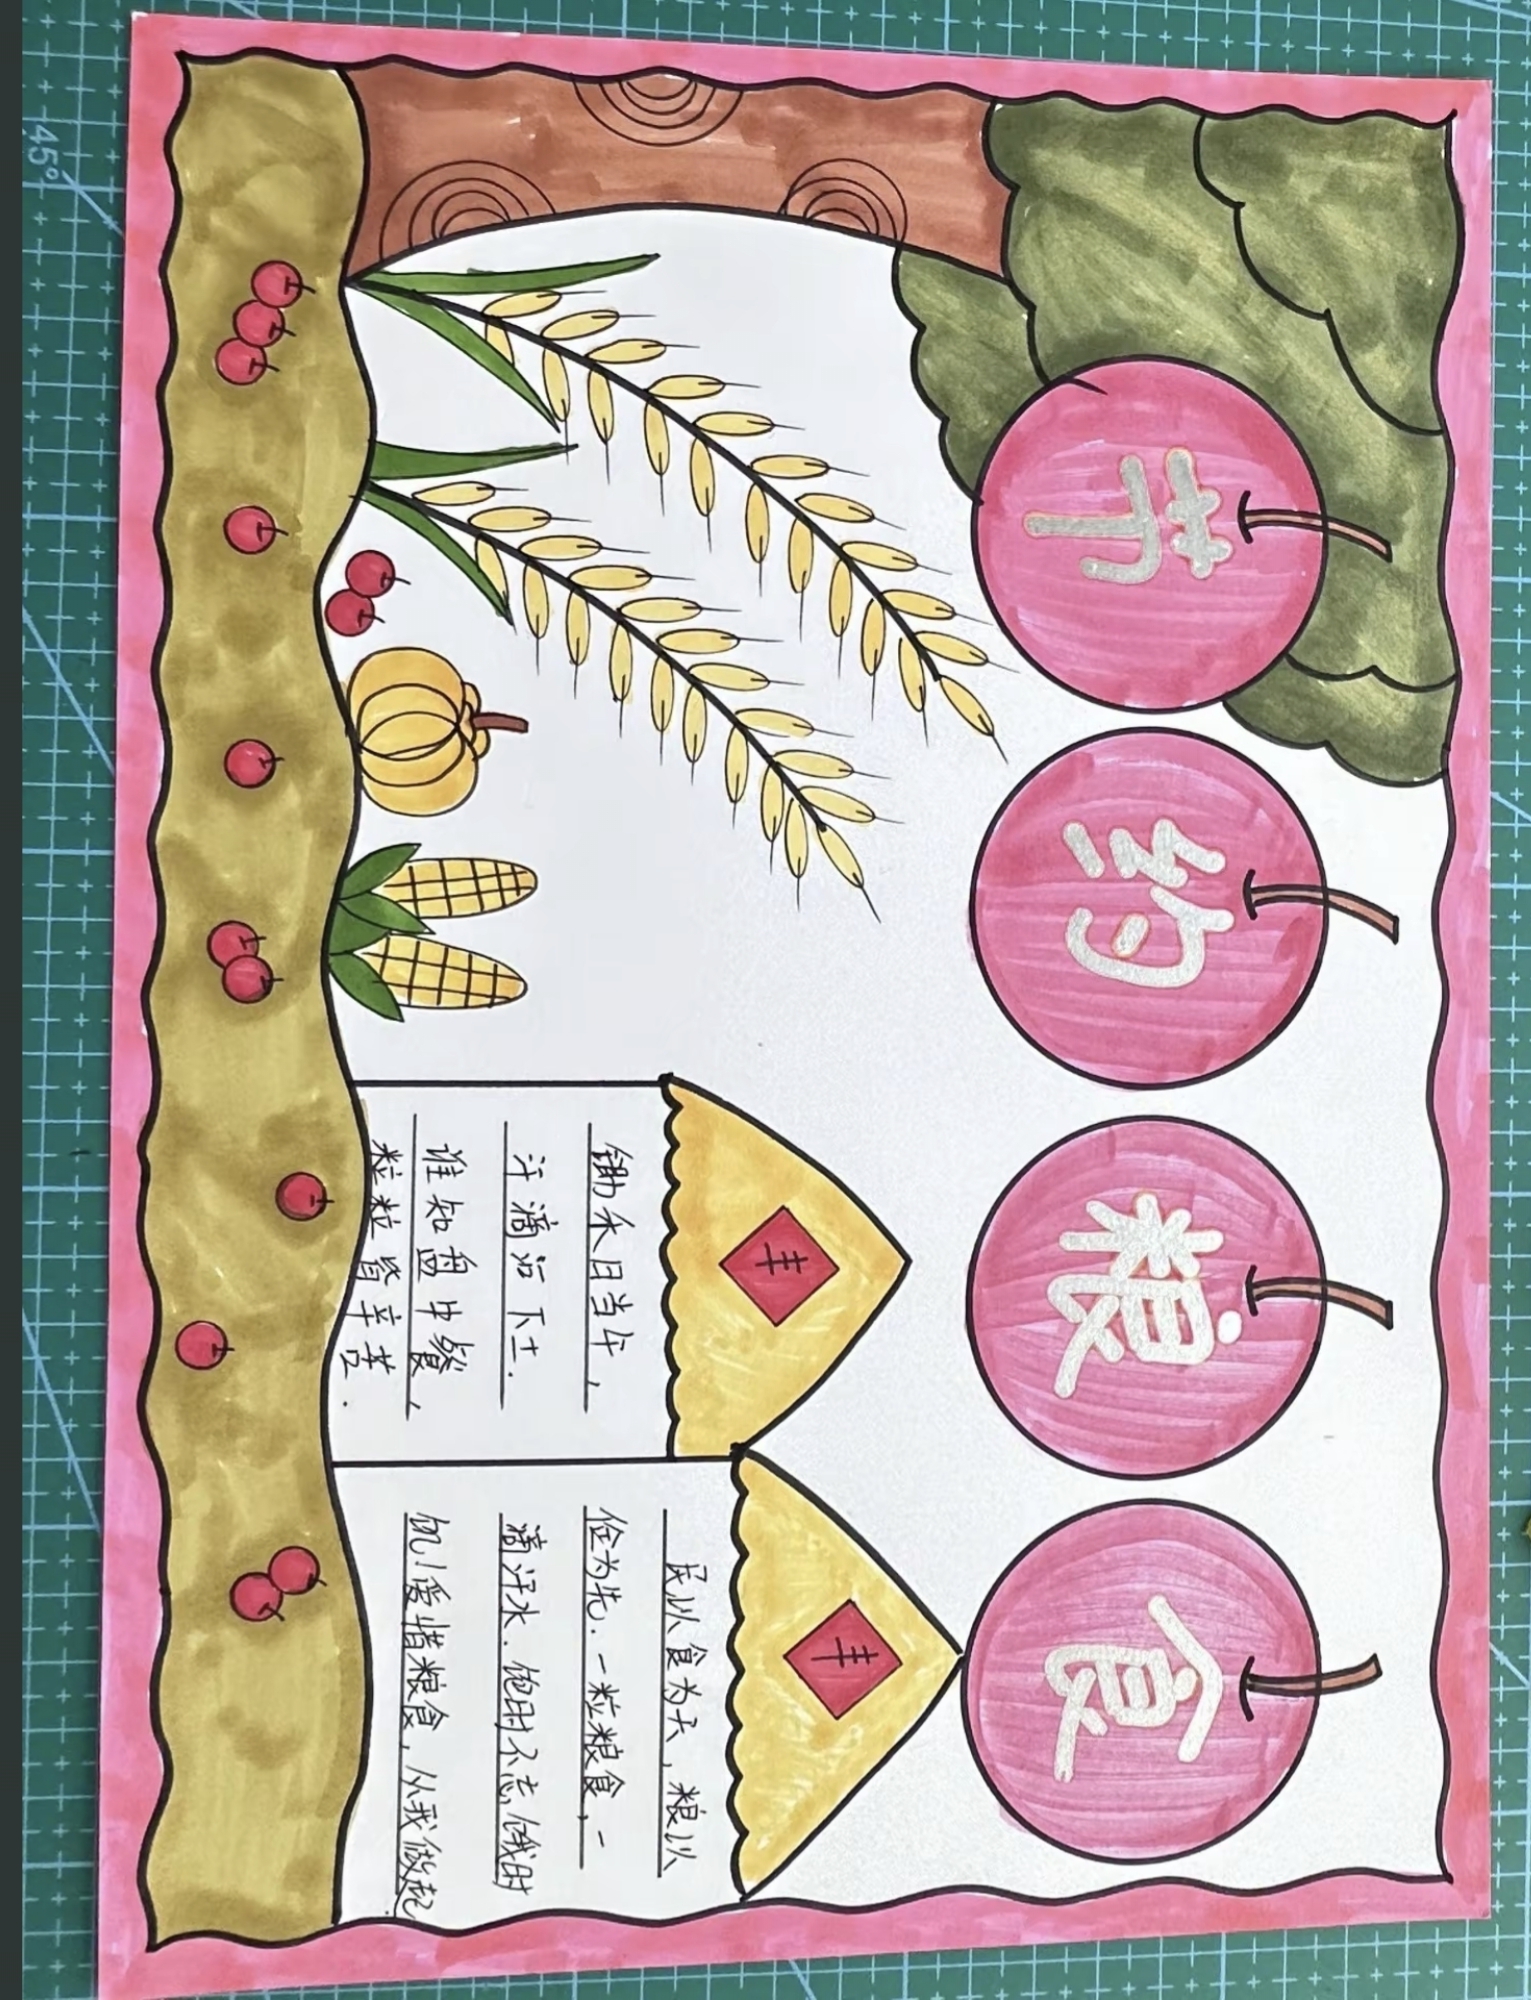 节约粮食
丰
锄禾日当午，
汗滴 下土.
谁知盘中餐，
粒粒皆辛苦.
丰
民以食为天，粮以
俭为先.一粒粮食，一
滴汗水.饱时不忘饿时
饥！爱惜粮食，从我做起.
45°